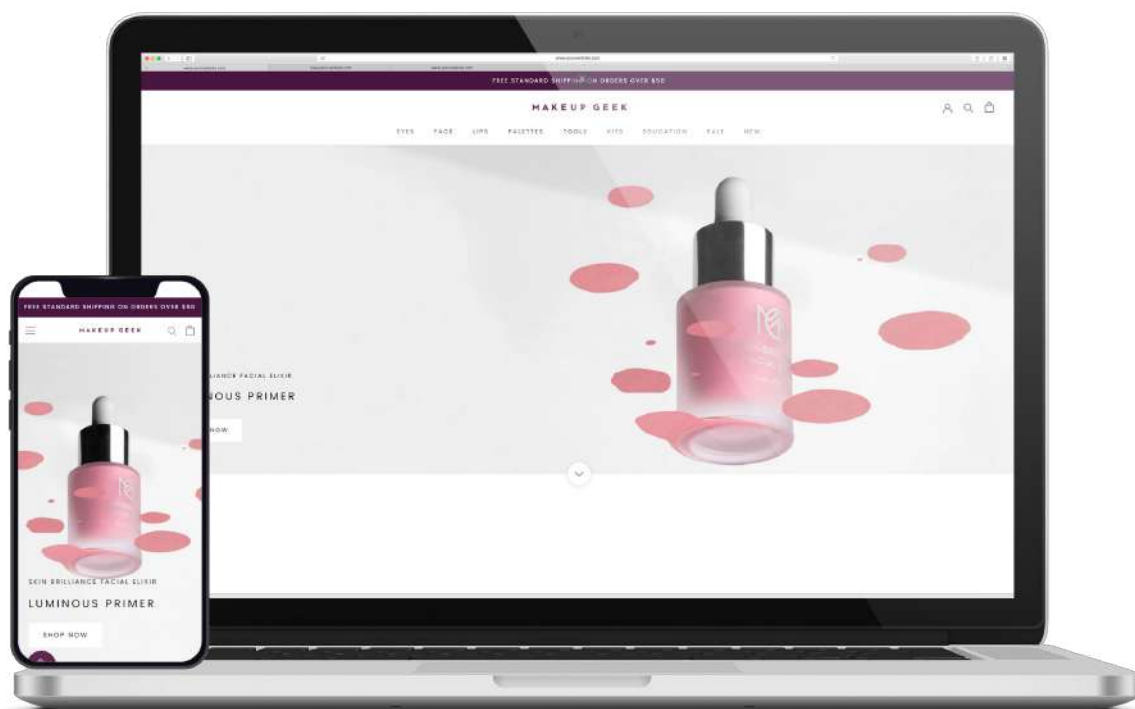 FREE STANDARD SHIPPING ON ORDERS OVER $50
MAKEUP GEEK
EYES FACE LIPS PALETTES TOOLS KITS EDUCATION SALE NEW
LIANCE FACIAL ELIXIR
NOUS PRIMER
NOW
FREE STANDARD SHIPPING ON ORDERS OVER $50
MAKEUP GEEK
SKIN BRILLIANCE FACIAL ELIXIR
LUMINOUS PRIMER
SHOP NOW